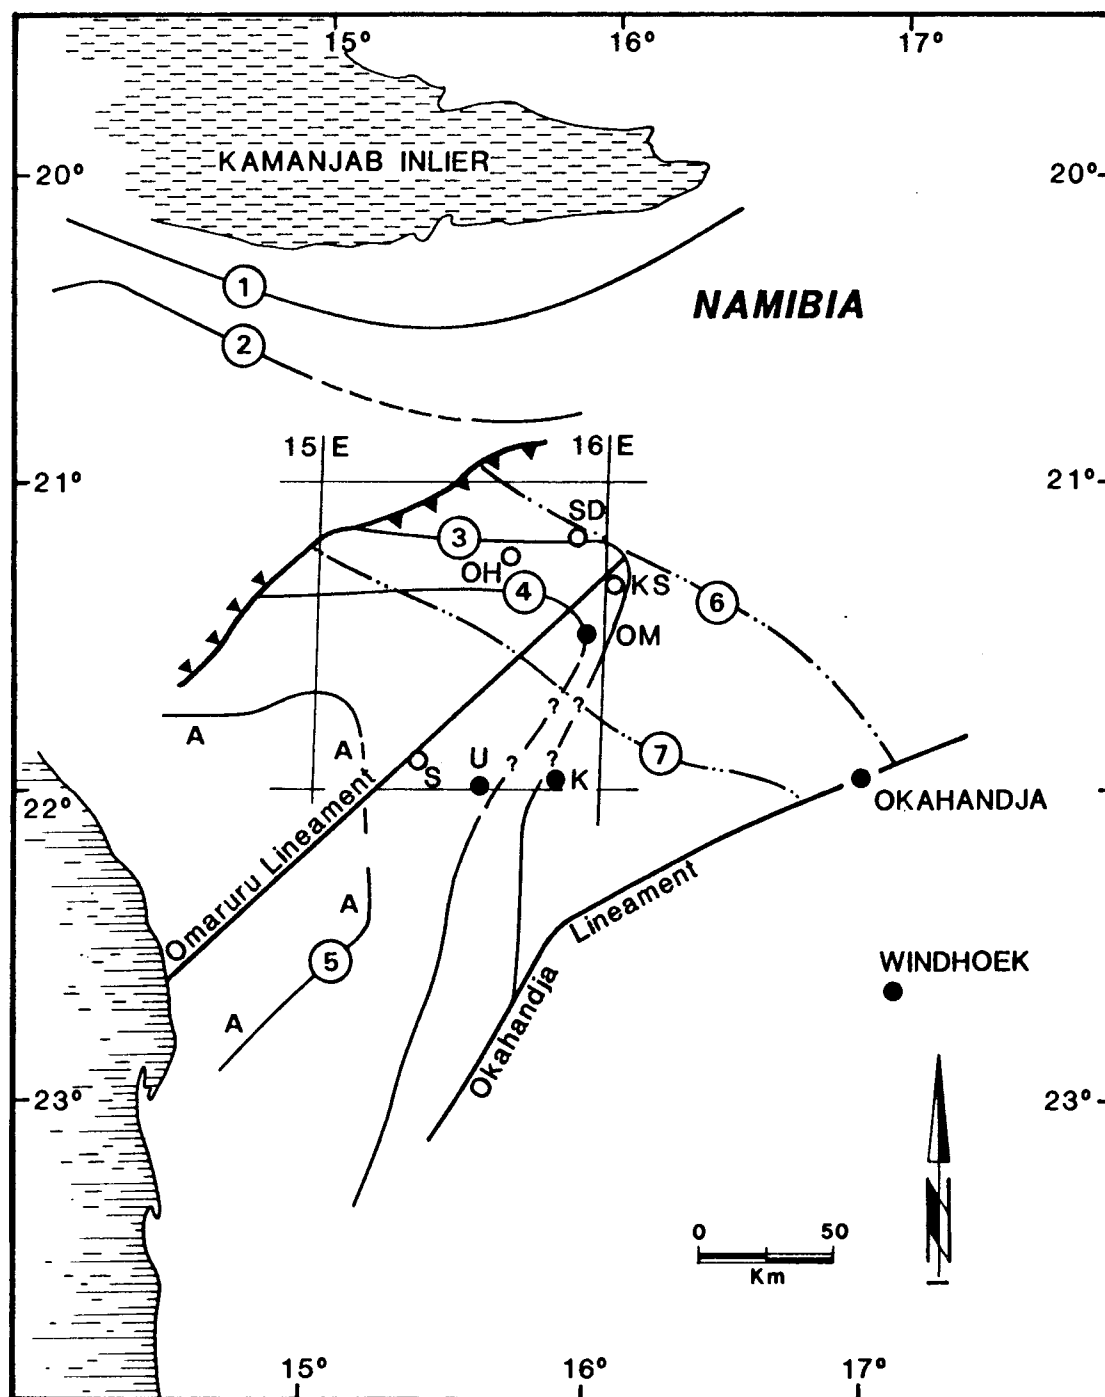 15° 16° 17°
KAMANJAB INLIER
20° 20°
1
NAMIBIA
2
15 E 16 E
21° 21°
SD
3
OH
4
KS
6
OM
? ?
A
A
7
? ?
U
S
K
22°
OKAHANDJA
Omaruru Lineament
Lineament
A
5
WINDHOEK
A
Okahandja
23° 23°
N
0 50
Km
15° 16° 17°